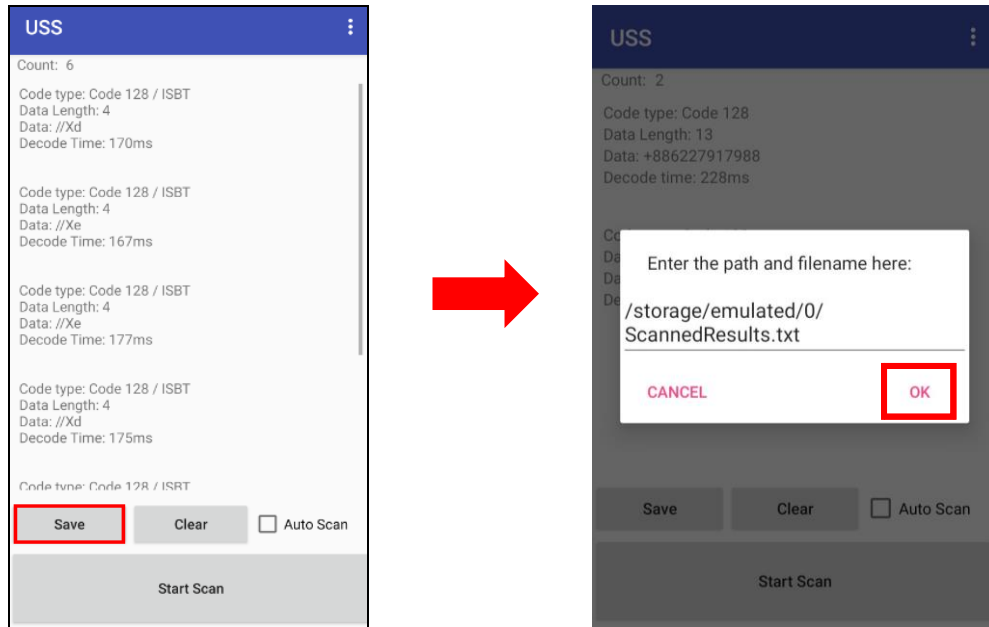 USS
Count: 6
Code type: Code 128 / ISBT
Data Length: 4
Data: //Xd
Decode Time: 170ms
Code type: Code 128 / ISBT
Data Length: 4
Data: //Xe
Decode Time: 167ms
Code type: Code 128 / ISBT
Data Length: 4
Data: //Xe
Decode Time: 177ms
Code type: Code 128 / ISBT
Data Length: 4
Data: //Xd
Decode Time: 175ms
Code type: Code 128 / ISBT
Save
Clear
Auto Scan
Start Scan
USS
Count: 2
Code type: Code 128
Data Length: 13
Data: +886227917988
Decode time: 228ms
Enter the path and filename here:
/storage/emulated/0/
ScannedResults.txt
CANCEL
OK
Save
Clear
Auto Scan
Start Scan